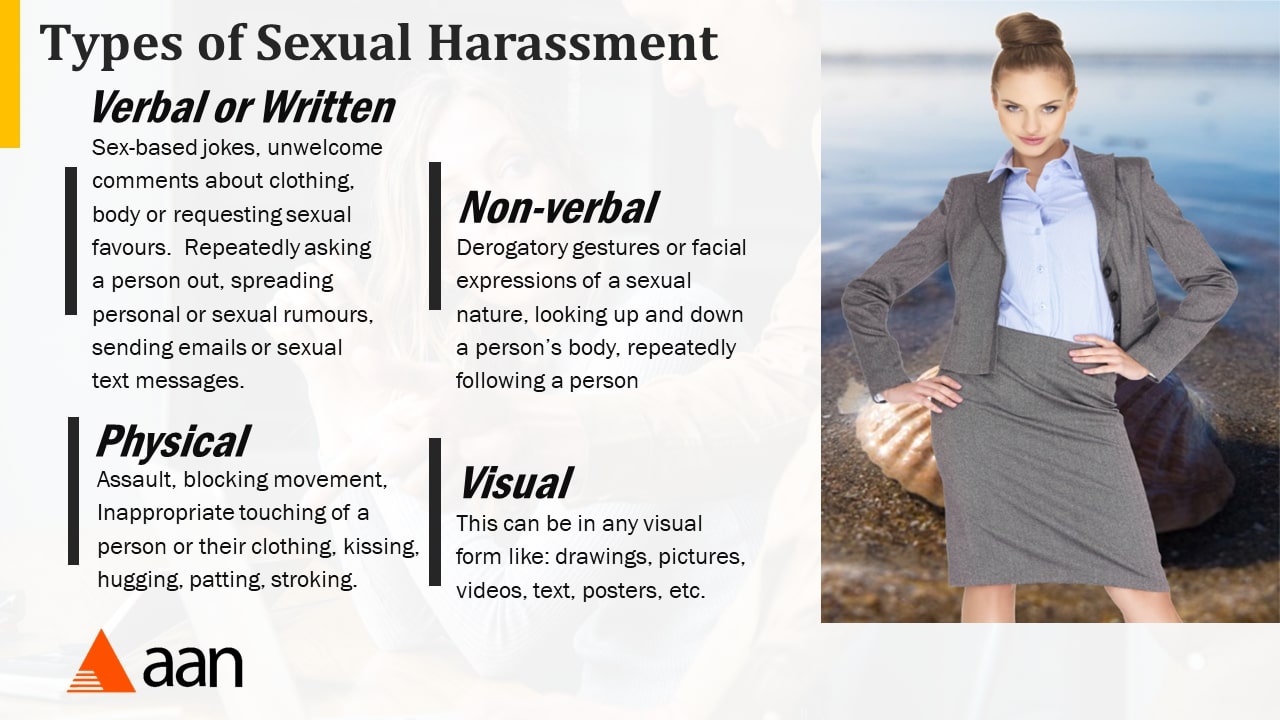 Types of Sexual Harassment
Verbal or Written
Sex-based jokes, unwelcome
comments about clothing,
body or requesting sexual
favours. Repeatedly asking
a person out, spreading
personal or sexual rumours,
sending emails or sexual
text messages.
Non-verbal
Derogatory gestures or facial
expressions of a sexual
nature, looking up and down
a person’s body, repeatedly
following a person
Physical
Assault, blocking movement,
Inappropriate touching of a
person or their clothing, kissing,
hugging, patting, stroking.
Visual
This can be in any visual
form like: drawings, pictures,
videos, text, posters, etc.
aan